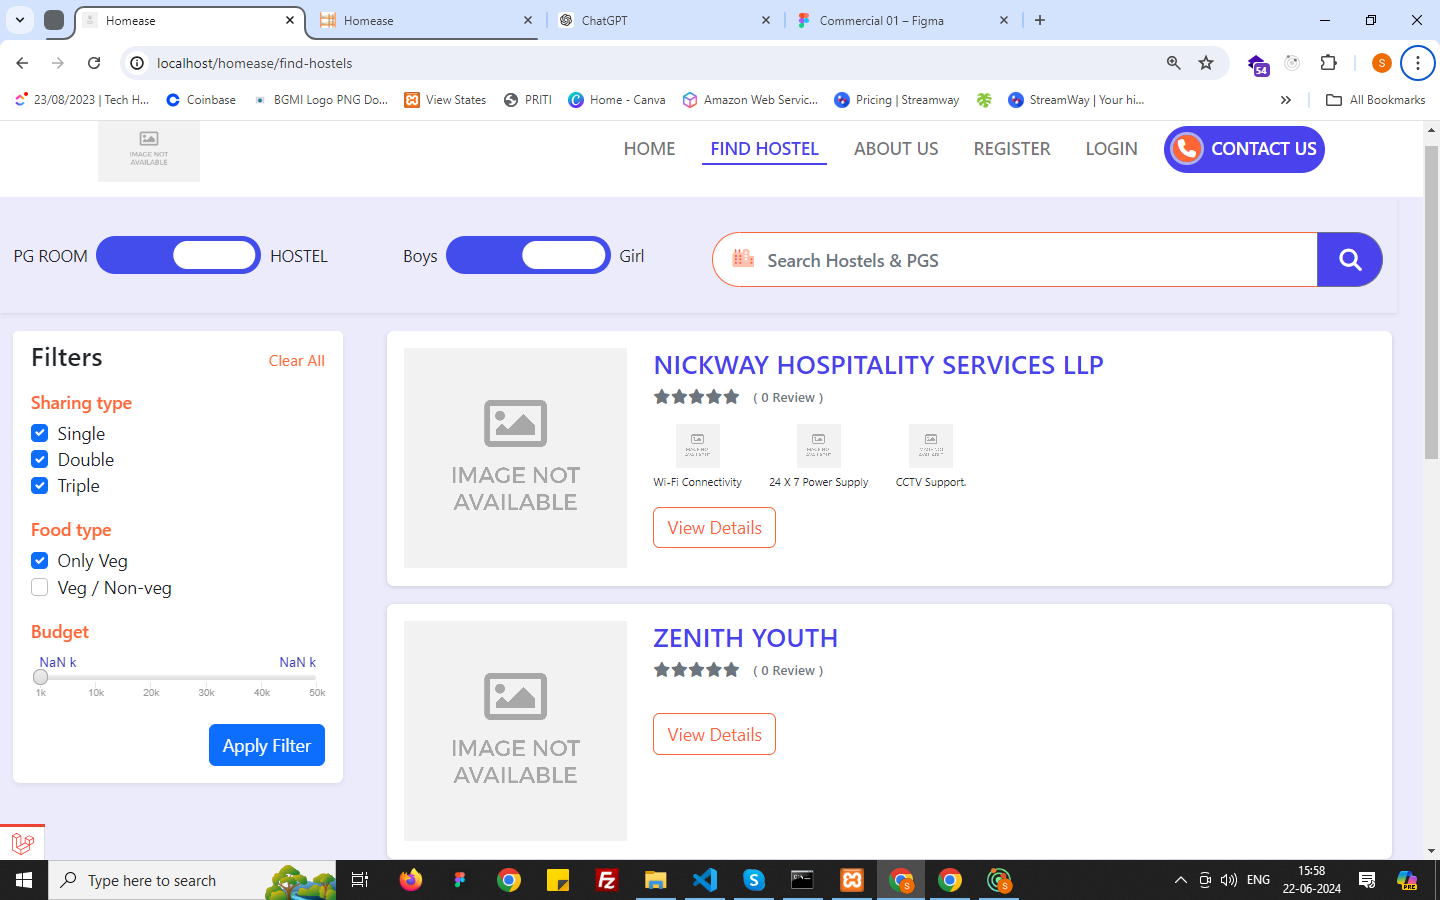 Homease
Homease
ChatGPT
Commercial 01 – Figma
localhost/homease/find-hostels
54
S
23/08/2023 | Tech H...
Coinbase
BGMI Logo PNG Do...
View States
PRITI
Home - Canva
Amazon Web Servic...
Pricing | Streamway
StreamWay | Your hi...
All Bookmarks
IMAGE NOT
AVAILABLE
HOME
FIND HOSTEL
ABOUT US
REGISTER
LOGIN
CONTACT US
PG ROOM
HOSTEL
Boys
Girl
Search Hostels & PGS
Filters
Clear All
Sharing type
Single
Double
Triple
Food type
Only Veg
Veg / Non-veg
Budget
NaN k
NaN k
1k
10k
20k
30k
40k
50k
Apply Filter
IMAGE NOT
AVAILABLE
NICKWAY HOSPITALITY SERVICES LLP
( 0 Review )
Wi-Fi Connectivity
24 X 7 Power Supply
CCTV Support.
View Details
IMAGE NOT
AVAILABLE
ZENITH YOUTH
( 0 Review )
View Details
Type here to search
ENG
15:58
22-06-2024
PRE